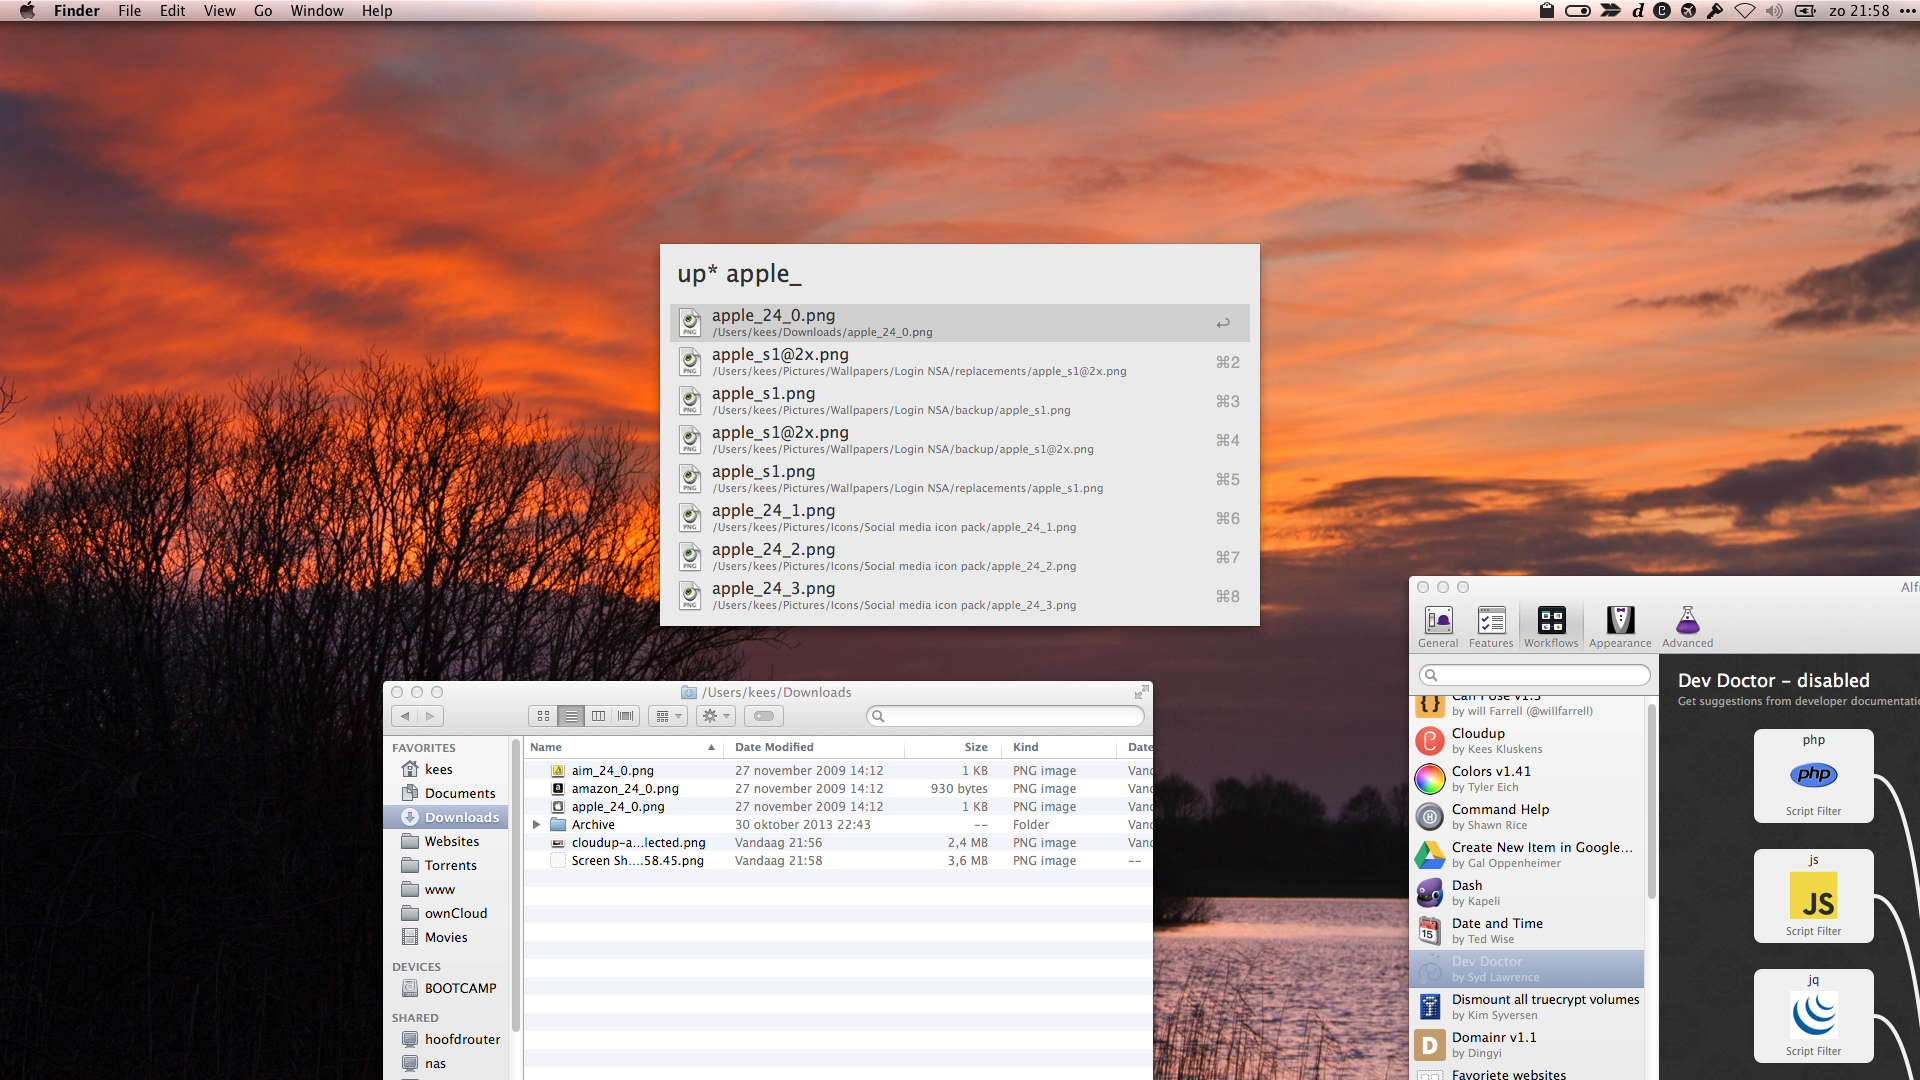 Finder File Edit View Go Window Help
zo 21:58
up* apple_
apple_24_0.png
/Users/kees/Downloads/apple_24_0.png
apple_s1@2x.png
/Users/kees/Pictures/Wallpapers/Login NSA/replacements/apple_s1@2x.png
⌘2
apple_s1.png
/Users/kees/Pictures/Wallpapers/Login NSA/backup/apple_s1.png
⌘3
apple_s1@2x.png
/Users/kees/Pictures/Wallpapers/Login NSA/backup/apple_s1@2x.png
⌘4
apple_s1.png
/Users/kees/Pictures/Wallpapers/Login NSA/replacements/apple_s1.png
⌘5
apple_24_1.png
/Users/kees/Pictures/Icons/Social media icon pack/apple_24_1.png
⌘6
apple_24_2.png
/Users/kees/Pictures/Icons/Social media icon pack/apple_24_2.png
⌘7
apple_24_3.png
/Users/kees/Pictures/Icons/Social media icon pack/apple_24_3.png
⌘8
/Users/kees/Downloads
FAVORITES
kees
Documents
Downloads
Websites
Torrents
www
ownCloud
Movies
DEVICES
BOOTCAMP
SHARED
hoofdrouter
nas
Name Date Modified Size Kind Date
aim_24_0.png 27 november 2009 14:12 1 KB PNG image Vand
amazon_24_0.png 27 november 2009 14:12 930 bytes PNG image Vand
apple_24_0.png 27 november 2009 14:12 1 KB PNG image Vand
Archive 30 oktober 2013 22:43 -- Folder Vand
cloudup-a...lected.png Vandaag 21:56 2,4 MB PNG image Vand
Screen Sh....58.45.png Vandaag 21:58 3,6 MB PNG image --
Alf
General Features Workflows Appearance Advanced
by will Farrell (@willfarrell)
Cloudup
by Kees Kluskens
Colors v1.41
by Tyler Eich
Command Help
by Shawn Rice
Create New Item in Google...
by Gal Oppenheimer
Dash
by Kapeli
Date and Time
by Ted Wise
Dev Doctor
by Syd Lawrence
Dismount all truecrypt volumes
by Kim Syversen
Domainr v1.1
by Dingyi
Favoriete websites
Dev Doctor – disabled
Get suggestions from developer documentatio
php
php
Script Filter
js
JS
Script Filter
jq
Script Filter